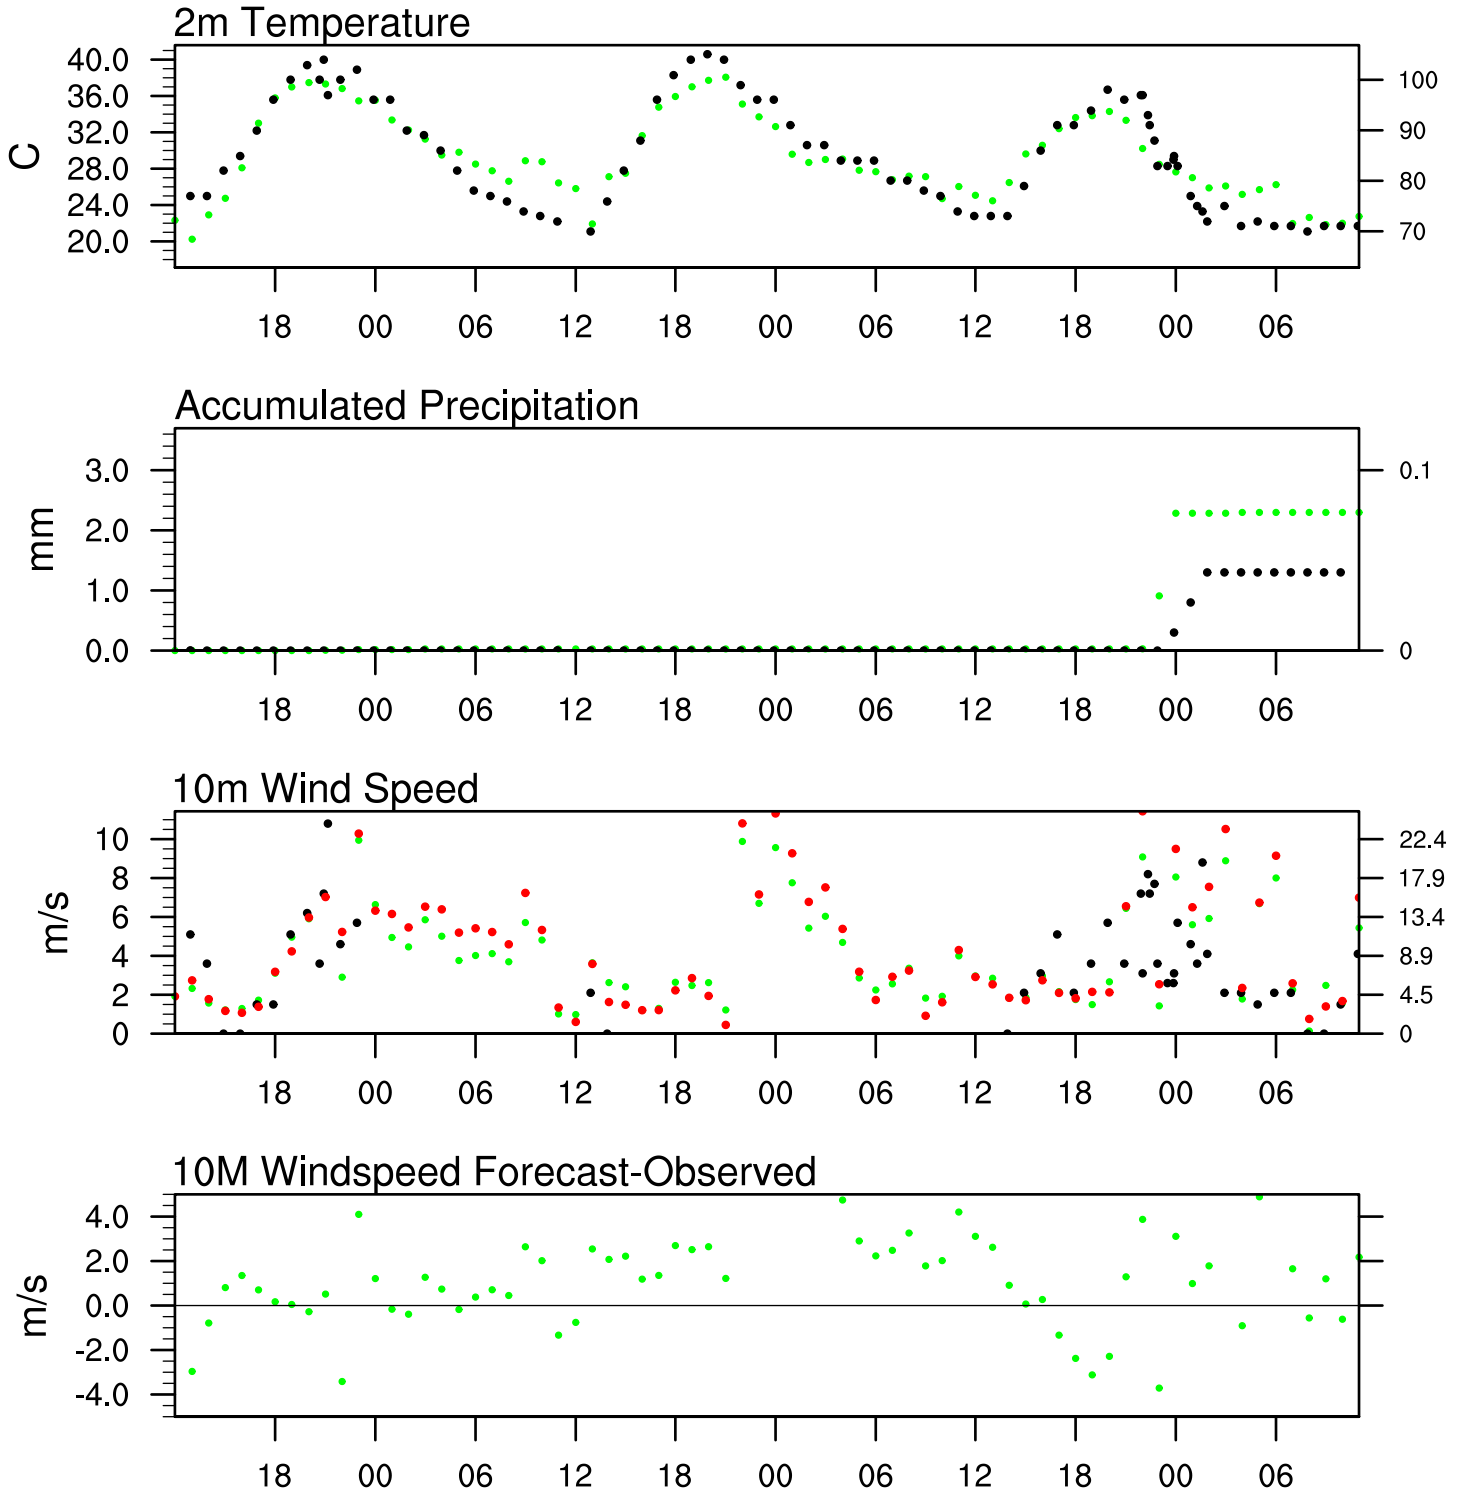 2m Temperature
C
40.0
36.0
32.0
28.0
24.0
20.0
100
90
80
70
18 00 06 12 18 00 06 12 18 00 06
Accumulated Precipitation
mm
3.0
2.0
1.0
0.0
0.1
0
18 00 06 12 18 00 06 12 18 00 06
10m Wind Speed
m/s
10
8
6
4
2
0
22.4
17.9
13.4
8.9
4.5
0
18 00 06 12 18 00 06 12 18 00 06
10M Windspeed Forecast-Observed
m/s
4.0
2.0
0.0
-2.0
-4.0
18 00 06 12 18 00 06 12 18 00 06